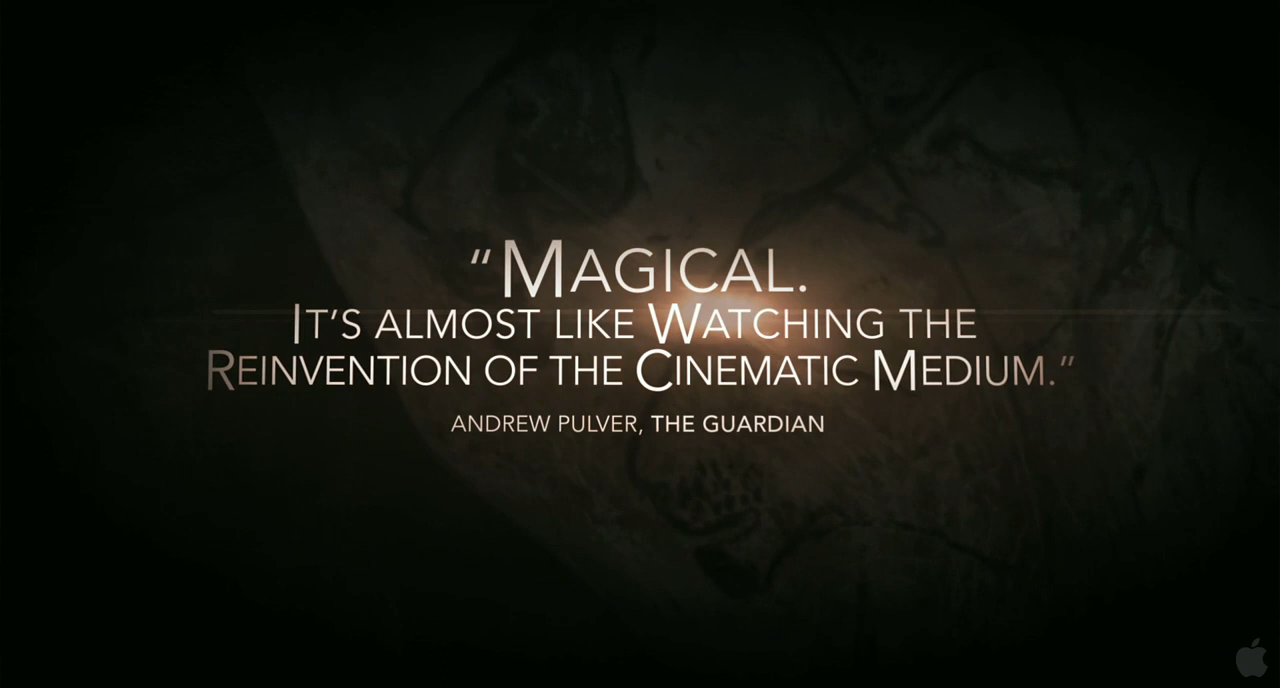 “MAGICAL.
IT’S ALMOST LIKE WATCHING THE
REINVENTION OF THE CINEMATIC MEDIUM.”
ANDREW PULVER, THE GUARDIAN